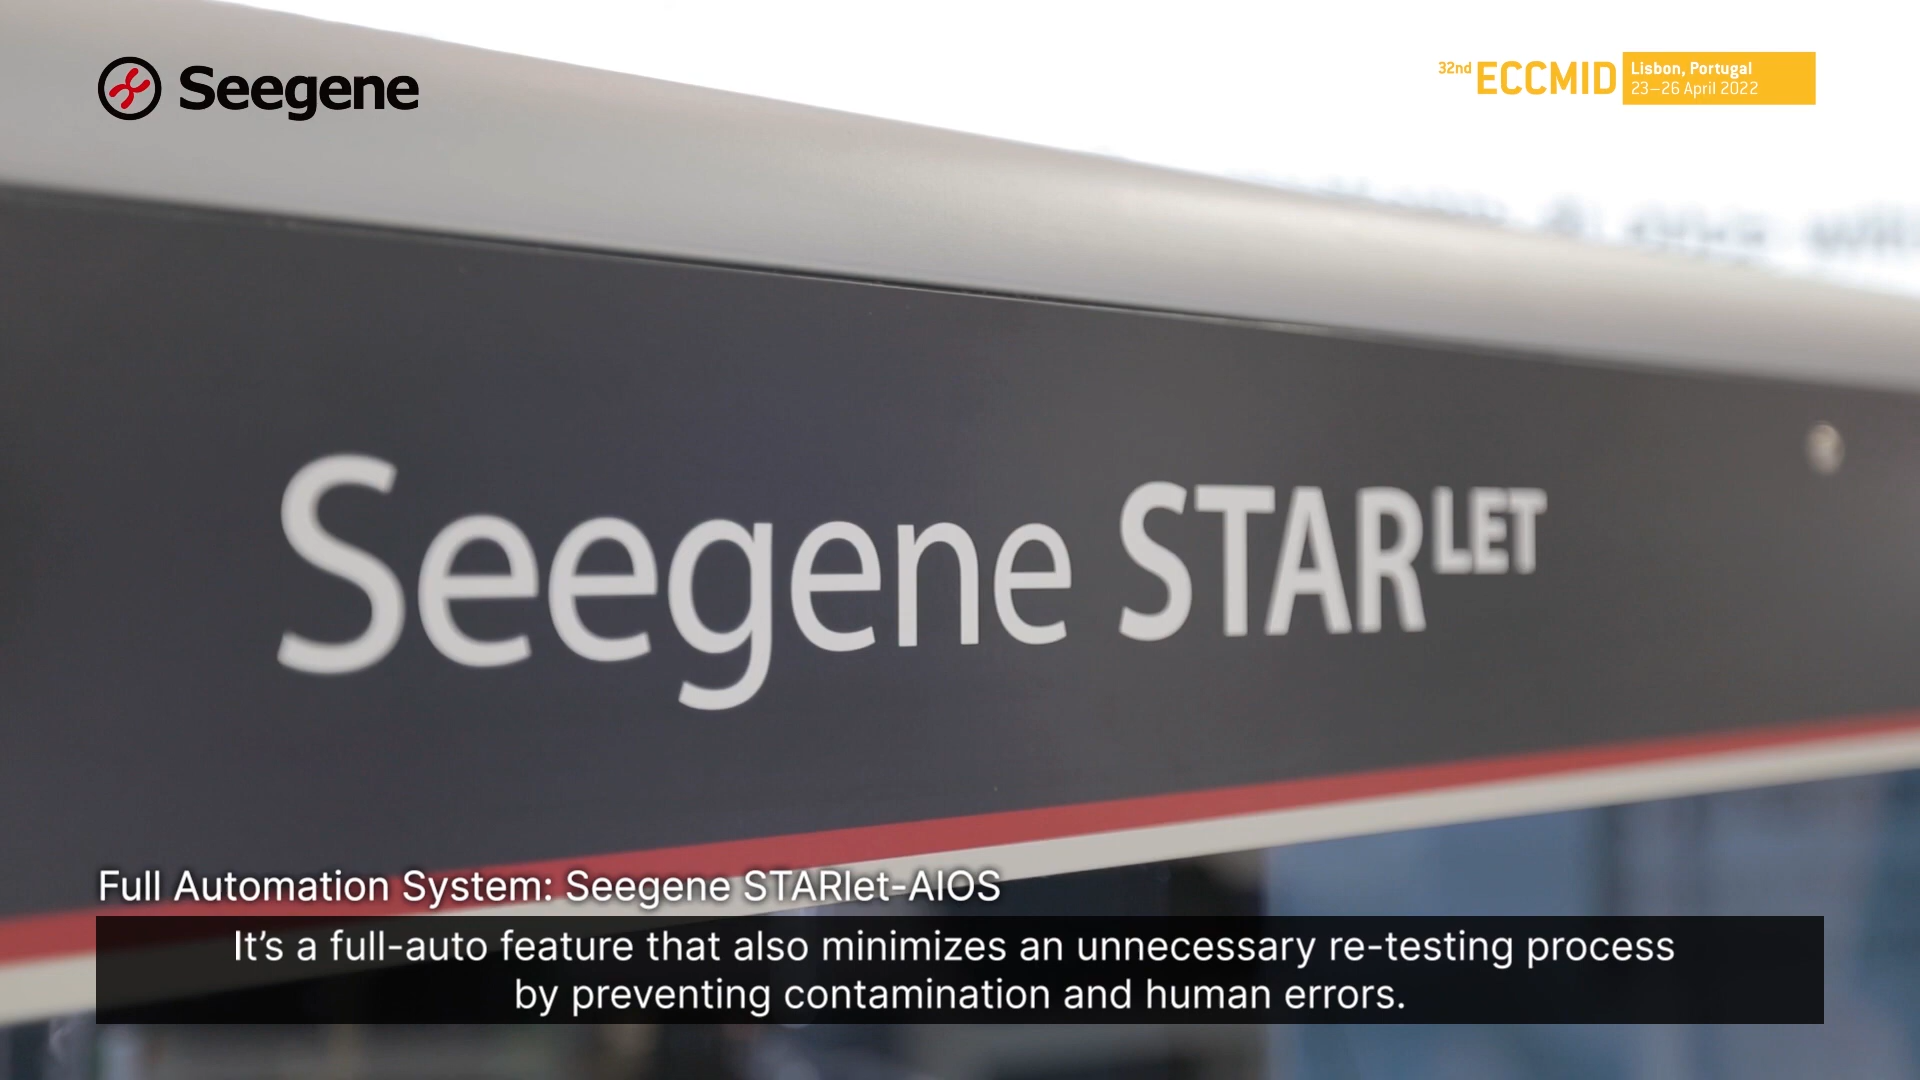 Seegene
32nd ECCMID
Lisbon, Portugal
23–26 April 2022
Seegene STARLET
Full Automation System: Seegene STARlet-AIOS
It’s a full-auto feature that also minimizes an unnecessary re-testing process
by preventing contamination and human errors.